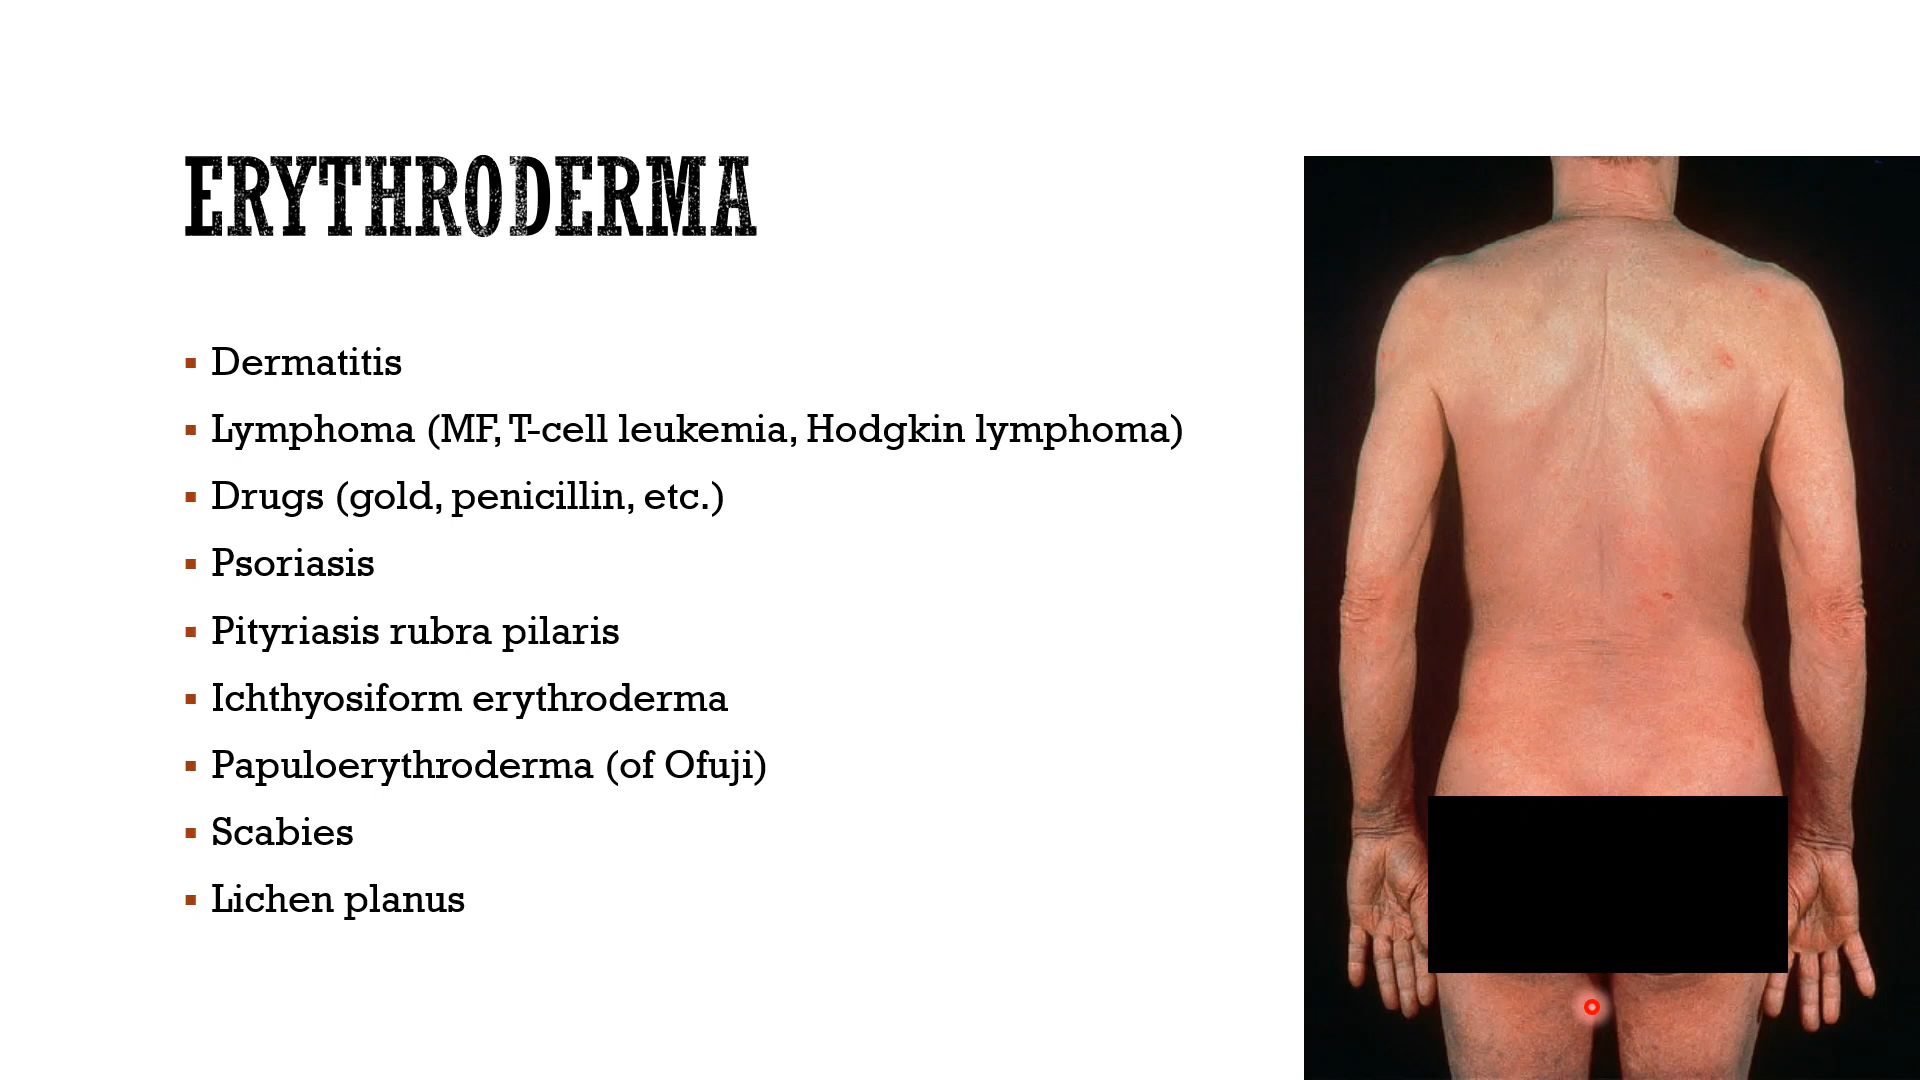 ERYTHRODERMA
Dermatitis
Lymphoma (MF, T-cell leukemia, Hodgkin lymphoma)
Drugs (gold, penicillin, etc.)
Psoriasis
Pityriasis rubra pilaris
Ichthyosiform erythroderma
Papuloerythroderma (of Ofuji)
Scabies
Lichen planus